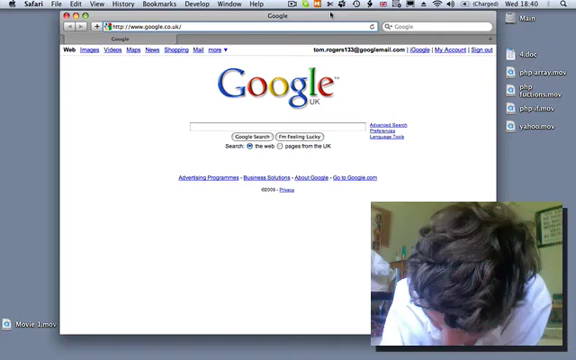 Safari File Edit View History Bookmarks Develop Window Help
(Charged) Wed 18:40
Google
http://www.google.co.uk/
Google
Google
Web Images Videos Maps News Shopping Mail more ▼
tom.rogers133@googlemail.com | iGoogle | My Account | Sign out
Google™
UK
Advanced Search
Preferences
Language Tools
Google Search I'm Feeling Lucky
Search: the web pages from the UK
Advertising Programmes - Business Solutions - About Google - Go to Google.com
©2009 - Privacy
Main
4.doc
php array.mov
php
fuctions.mov
php if.mov
yahoo.mov
Movie 1.mov